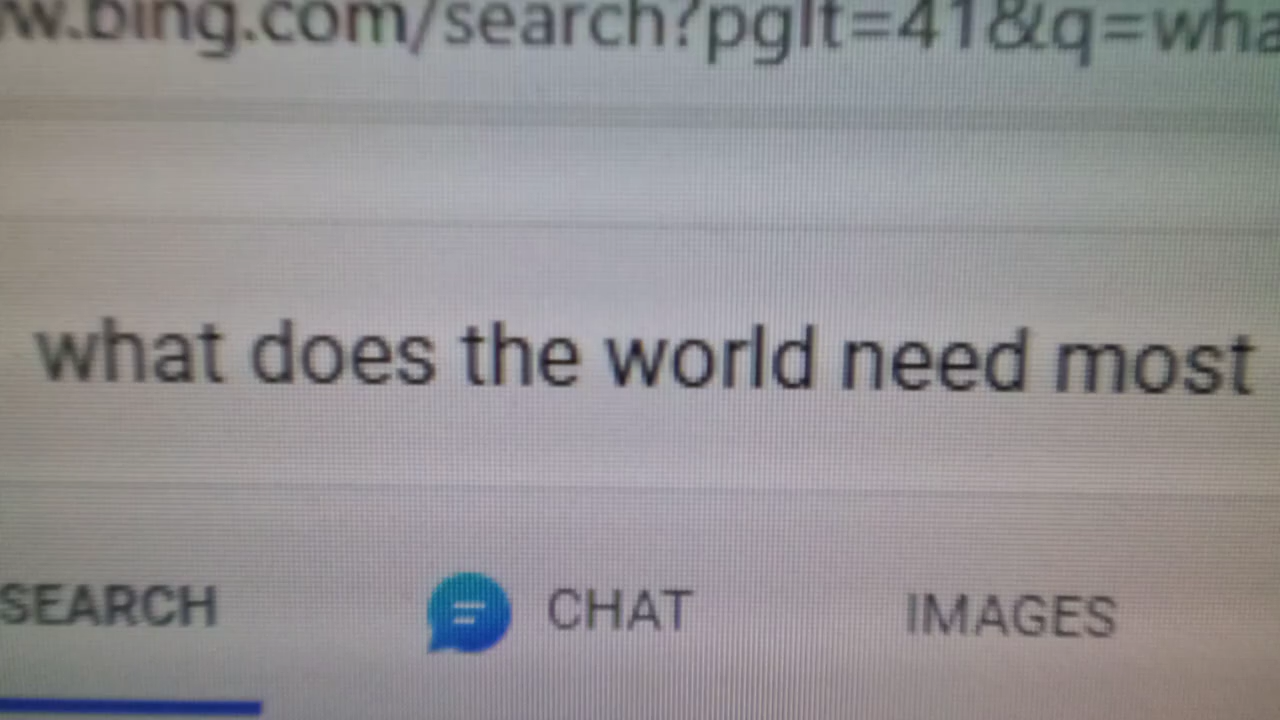 w.bing.com/search?pglt=41&q=wha
what does the world need most
SEARCH CHAT IMAGES